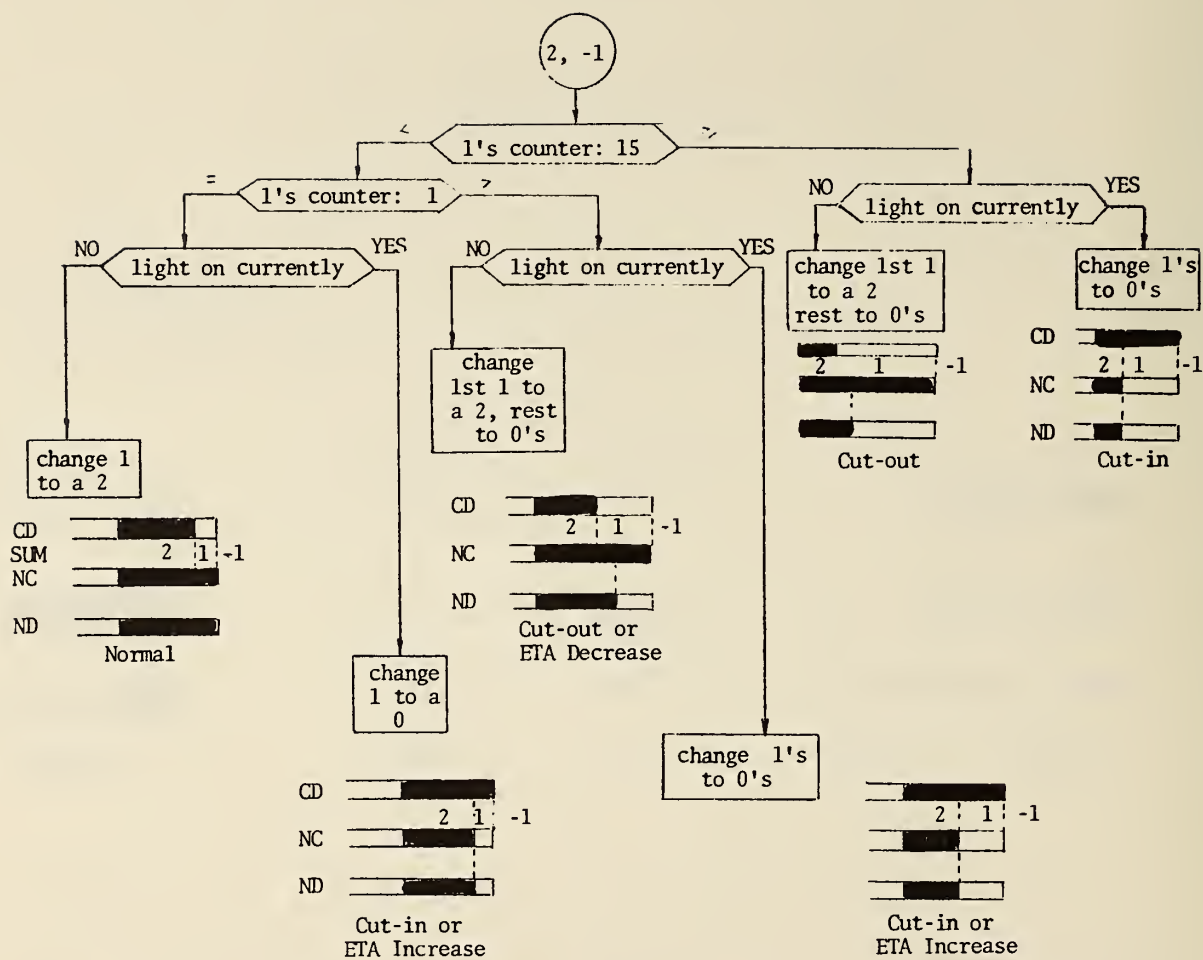 2, -1
<
≥
1's counter: 15
=
1's counter: 1
>
NO
light on currently
YES
NO
light on currently
YES
NO
light on currently
YES
change 1st 1
to a 2
rest to 0's
change 1's
to 0's
2 1 -1
Cut-out
CD
2 1 -1
NC
ND
Cut-in
change
1st 1 to
a 2, rest
to 0's
change 1
to a 2
CD
SUM 2 1 -1
NC
ND
Normal
CD
2 1 -1
NC
ND
Cut-out or
ETA Decrease
change
1 to a
0
change 1's
to 0's
CD
2 1 -1
NC
ND
Cut-in or
ETA Increase
2 1 -1
Cut-in or
ETA Increase